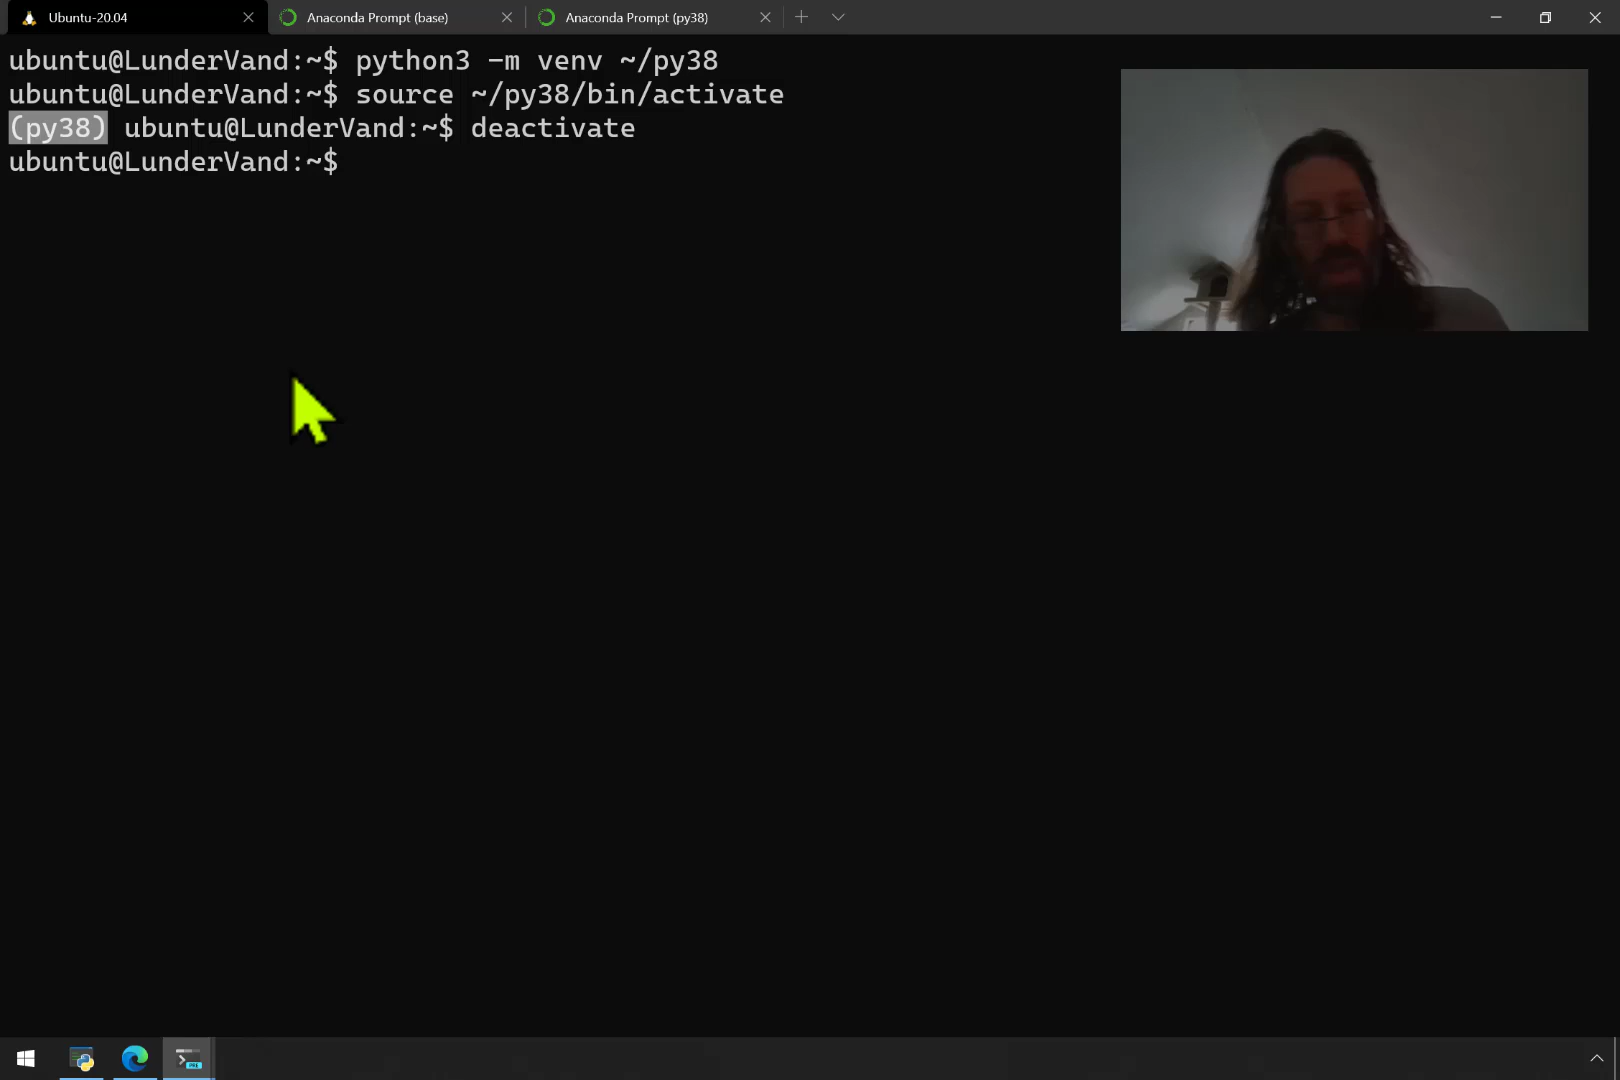 Ubuntu-20.04
Anaconda Prompt (base)
Anaconda Prompt (py38)
ubuntu@LunderVand:~$ python3 -m venv ~/py38
ubuntu@LunderVand:~$ source ~/py38/bin/activate
(py38) ubuntu@LunderVand:~$ deactivate
ubuntu@LunderVand:~$
PRE